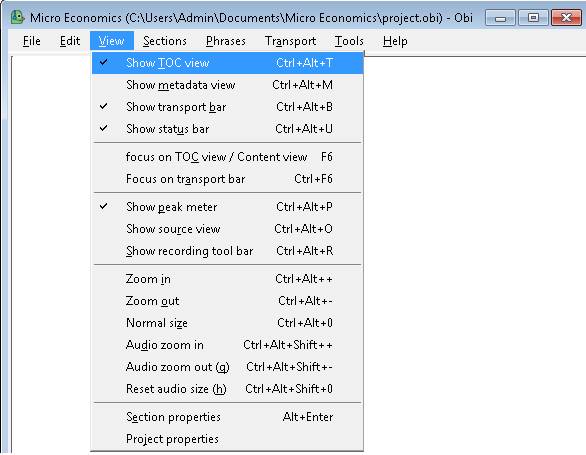 Micro Economics (C:\Users\Admin\Documents\Micro Economics\project.obi) - Obi
File Edit View Sections Phrases Transport Tools Help
Show TOC view Ctrl+Alt+T
Show metadata view Ctrl+Alt+M
Show transport bar Ctrl+Alt+B
Show status bar Ctrl+Alt+U
focus on TOC view / Content view F6
Focus on transport bar Ctrl+F6
Show peak meter Ctrl+Alt+P
Show source view Ctrl+Alt+O
Show recording tool bar Ctrl+Alt+R
Zoom in Ctrl+Alt++
Zoom out Ctrl+Alt+-
Normal size Ctrl+Alt+0
Audio zoom in Ctrl+Alt+Shift++
Audio zoom out (q) Ctrl+Alt+Shift+-
Reset audio size (h) Ctrl+Alt+Shift+0
Section properties Alt+Enter
Project properties